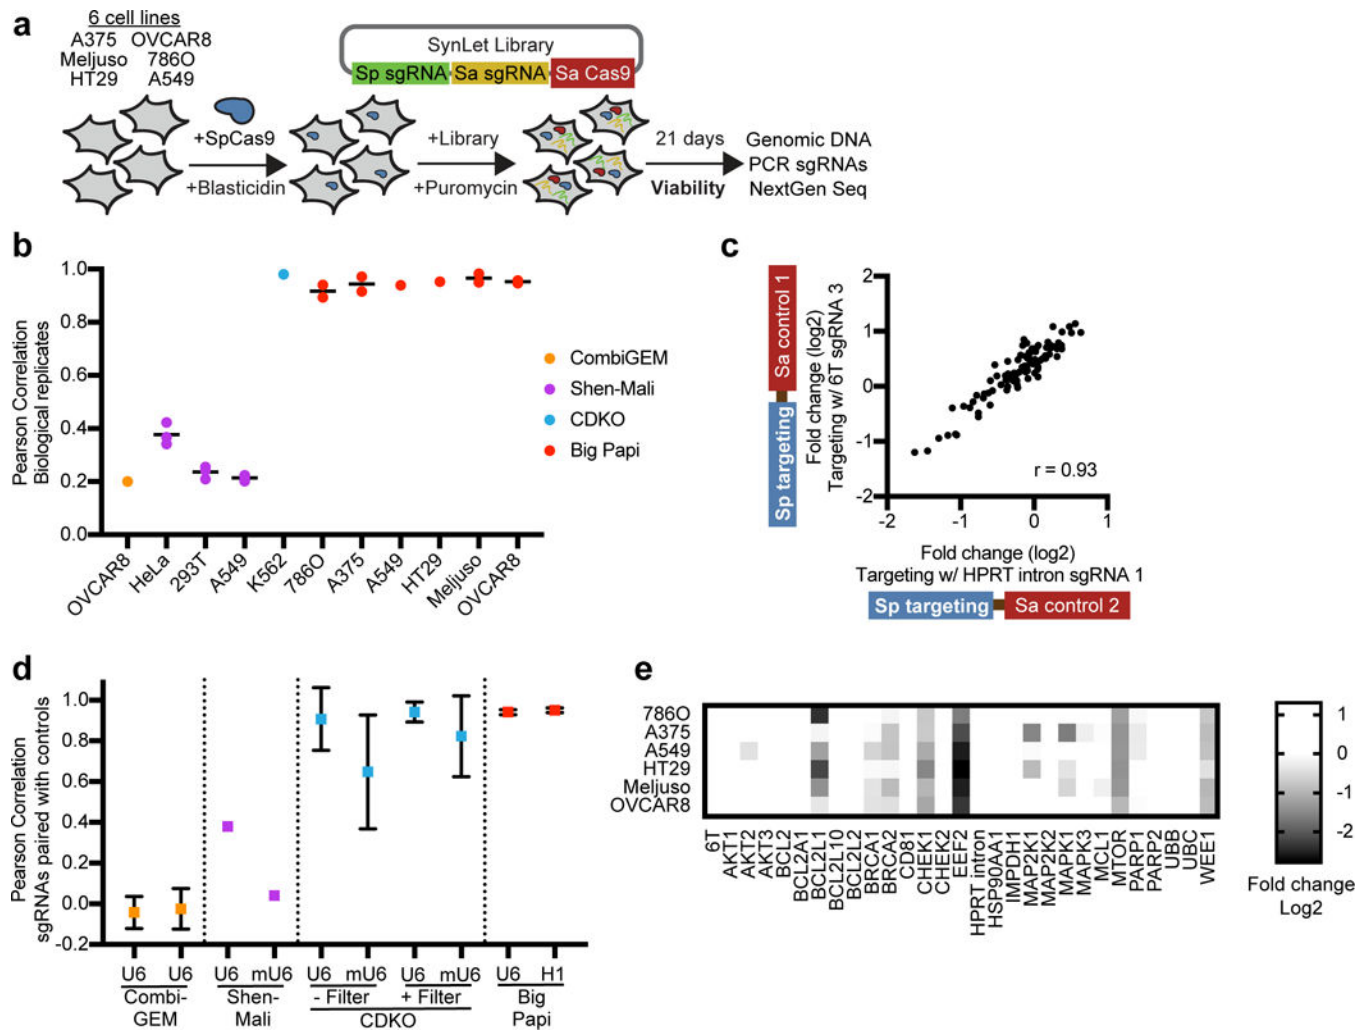 a
6 cell lines
A375 OVCAR8
Meljuso 786O
HT29 A549
SynLet Library
Sp sgRNA Sa sgRNA Sa Cas9
+SpCas9
+Blasticidin
+Library
+Puromycin
21 days
Viability
Genomic DNA
PCR sgRNAs
NextGen Seq
b
Pearson Correlation
Biological replicates
1.0
0.8
0.6
0.4
0.2
0.0
OVCAR8
HeLa
293T
A549
K562
786O
A375
A549
HT29
Meljuso
OVCAR8
CombiGEM
Shen-Mali
CDKO
Big Papi
c
Sp targeting Sa control 1
Fold change (log2)
Targeting w/ 6T sgRNA 3
2
1
0
-1
-2
r = 0.93
-2 -1 0 1
Fold change (log2)
Targeting w/ HPRT intron sgRNA 1
Sp targeting Sa control 2
d
Pearson Correlation
sgRNAs paired with controls
1.0
0.8
0.6
0.4
0.2
0.0
-0.2
U6 U6 U6 mU6 U6 mU6 U6 mU6 U6 H1
Combi-
GEM
Shen-
Mali
- Filter + Filter
CDKO
Big
Papi
e
786O
A375
A549
HT29
Meljuso
OVCAR8
6T
AKT1
AKT2
AKT3
BCL2
BCL2A1
BCL2L1
BCL2L10
BCL2L2
BRCA1
BRCA2
CD81
CHEK1
CHEK2
EEF2
HPRT intron
HSP90AA1
IMPDH1
MAP2K1
MAP2K2
MAPK1
MAPK3
MCL1
MTOR
PARP1
PARP2
UBB
UBC
WEE1
1
0
-1
-2
Fold change
Log2